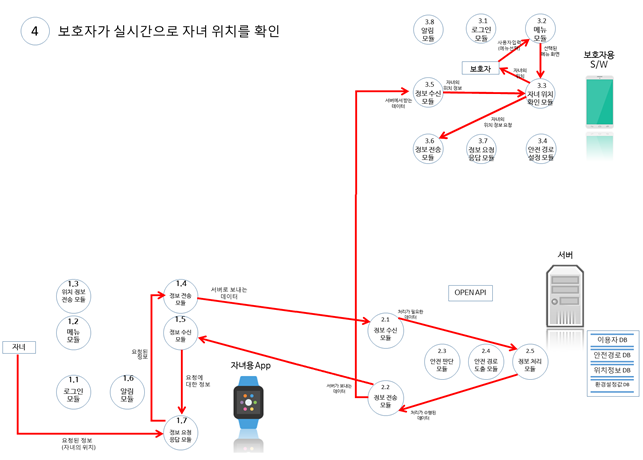 4
보호자가 실시간으로 자녀 위치를 확인
3.8
알림
모듈
3.1
로그인
모듈
3.2
메뉴
모듈
사용자입력
(메뉴선택)
선택된
메뉴 화면
보호자
자녀의
위치
보호자용
S/W
3.5
정보 수신
모듈
자녀의
위치 정보
3.3
자녀 위치
확인 모듈
서버에서 받는
데이터
자녀의
위치 정보 요청
3.6
정보 전송
모듈
3.7
정보 요청
응답 모듈
3.4
안전 경로
설정 모듈
서버
1.3
위치 정보
전송 모듈
1.4
정보 전송
모듈
서버로 보내는
데이터
OPEN API
1.2
메뉴
모듈
1.5
정보 수신
모듈
2.1
정보 수신
모듈
처리가 필요한
데이터
자녀
요청된
정보
요청에
대한 정보
자녀용 App
2.3
안전 판단
모듈
2.4
안전 경로
도출 모듈
2.5
정보 처리
모듈
이용자 DB
안전경로 DB
위치정보 DB
환경설정값 DB
1.1
로그인
모듈
1.6
알림
모듈
서버가 보내는
데이터
2.2
정보 전송
모듈
처리가 수행된
데이터
1.7
정보 요청
응답 모듈
요청된 정보
(자녀의 위치)